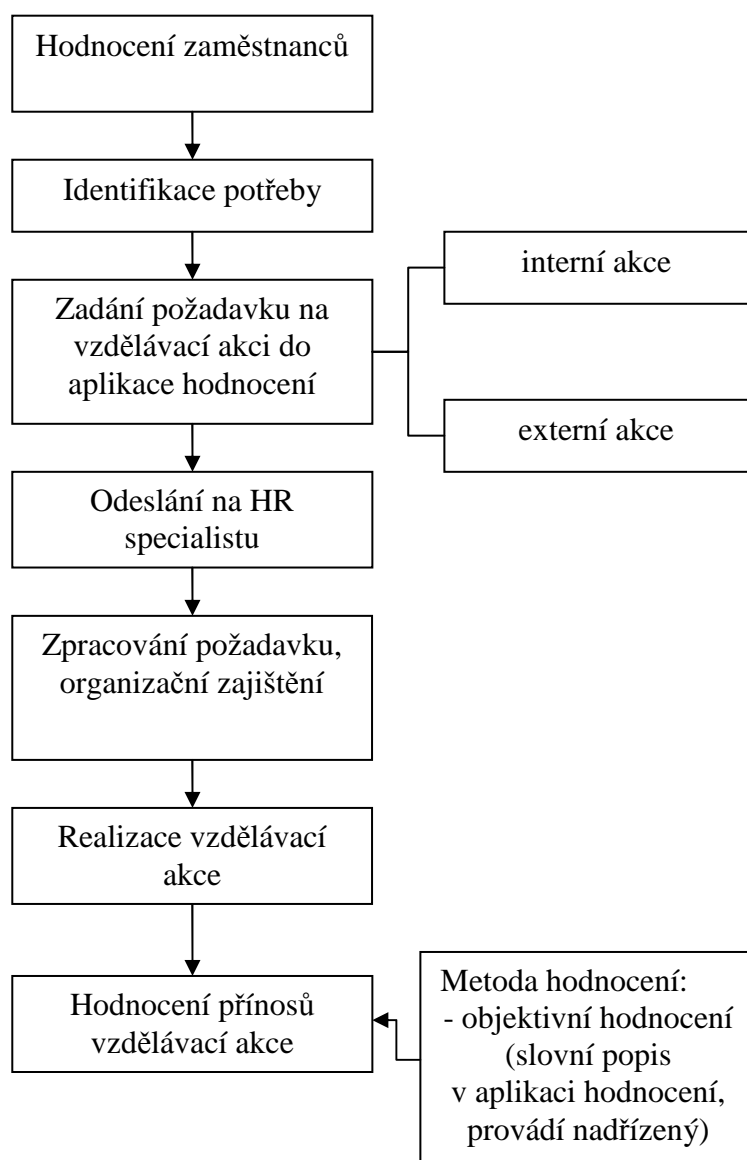 Hodnocení zaměstnanců
Identifikace potřeby
interní akce
Zadání požadavku na
vzdělávací akci do
aplikace hodnocení
externí akce
Odeslání na HR
specialistu
Zpracování požadavku,
organizační zajištění
Realizace vzdělávací
akce
Hodnocení přínosů
vzdělávací akce
Metoda hodnocení:
- objektivní hodnocení
(slovní popis
v aplikaci hodnocení,
provádí nadřízený)